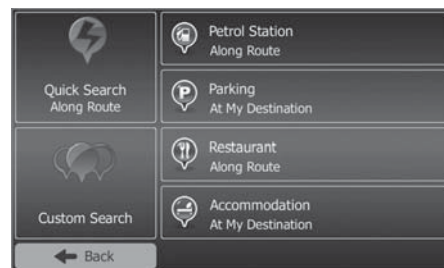 Quick Search
Along Route
Custom Search
Back
Petrol Station
Along Route
P
Parking
At My Destination
Restaurant
Along Route
Accommodation
At My Destination